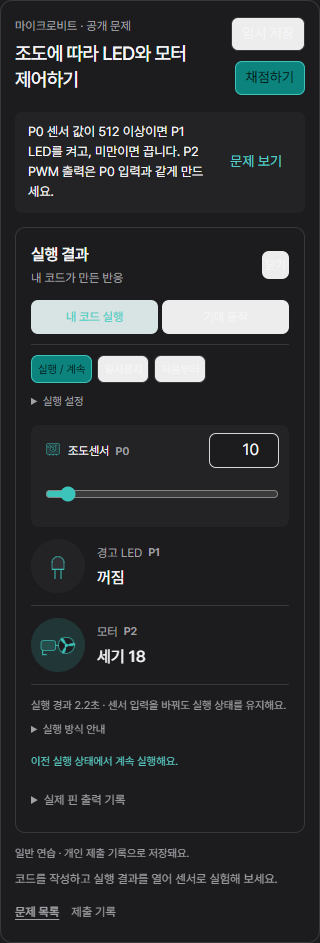 마이크로비트 · 공개 문제
임시 저장
조도에 따라 LED와 모터
제어하기
채점하기
P0 센서 값이 512 이상이면 P1
LED를 켜고, 미만이면 끕니다. P2
PWM 출력은 P0 입력과 같게 만드
세요.
문제 보기
실행 결과
내 코드가 만든 반응
내 코드 실행
기대 동작
실행 / 계속
일시정지
▶ 실행 설정
조도센서 P0
10
경고 LED P1
꺼짐
모터 P2
세기 18
실행 경과 2.2초 · 센서 입력을 바꿔도 실행 상태를 유지해요.
▶ 실행 방식 안내
이전 실행 상태에서 계속 실행해요.
▶ 실제 핀 출력 기록
일반 연습 · 개인 제출 기록으로 저장돼요.
코드를 작성하고 실행 결과를 열어 센서로 실험해 보세요.
문제 목록 제출 기록